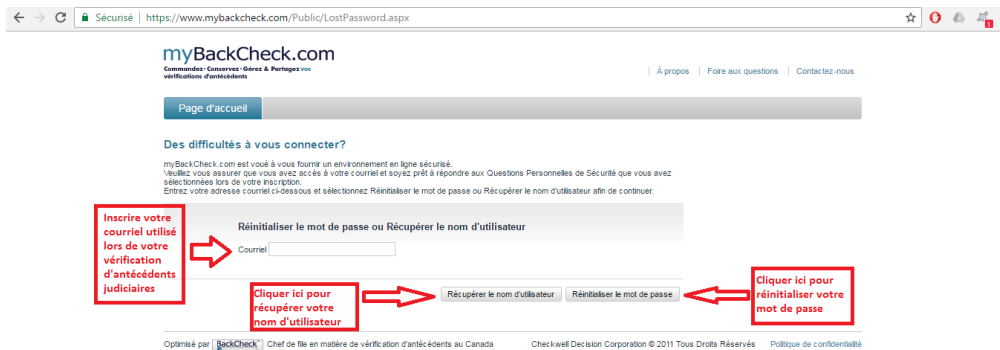 Sécurisé | https://www.mybackcheck.com/Public/LostPassword.aspx
myBackCheck.com
Commandez · Conservez · Gérez & Partagez vos
vérifications d'antécédents
| À propos | Foire aux questions | Contactez-nous
Page d'accueil
Des difficultés à vous connecter?
myBackCheck.com est voué à vous fournir un environnement en ligne sécurisé.
Veuillez vous assurer que vous avez accès à votre courriel et soyez prêt à répondre aux Questions Personnelles de Sécurité que vous avez
sélectionnées lors de votre inscription.
Entrez votre adresse courriel ci-dessous et sélectionnez Réinitialiser le mot de passe ou Récupérer le nom d'utilisateur afin de continuer.
Inscrire votre
courriel utilisé
lors de votre
vérification
d'antécédents
judiciaires
Réinitialiser le mot de passe ou Récupérer le nom d'utilisateur
Courriel
Cliquer ici pour
récupérer votre
nom d'utilisateur
Récupérer le nom d'utilisateur
Réinitialiser le mot de passe
Cliquer ici pour
réinitialiser votre
mot de passe
Optimisé par BackCheck Chef de file en matière de vérification d'antécédents au Canada
Checkwell Decision Corporation © 2011 Tous Droits Réservés
Politique de confidentialité